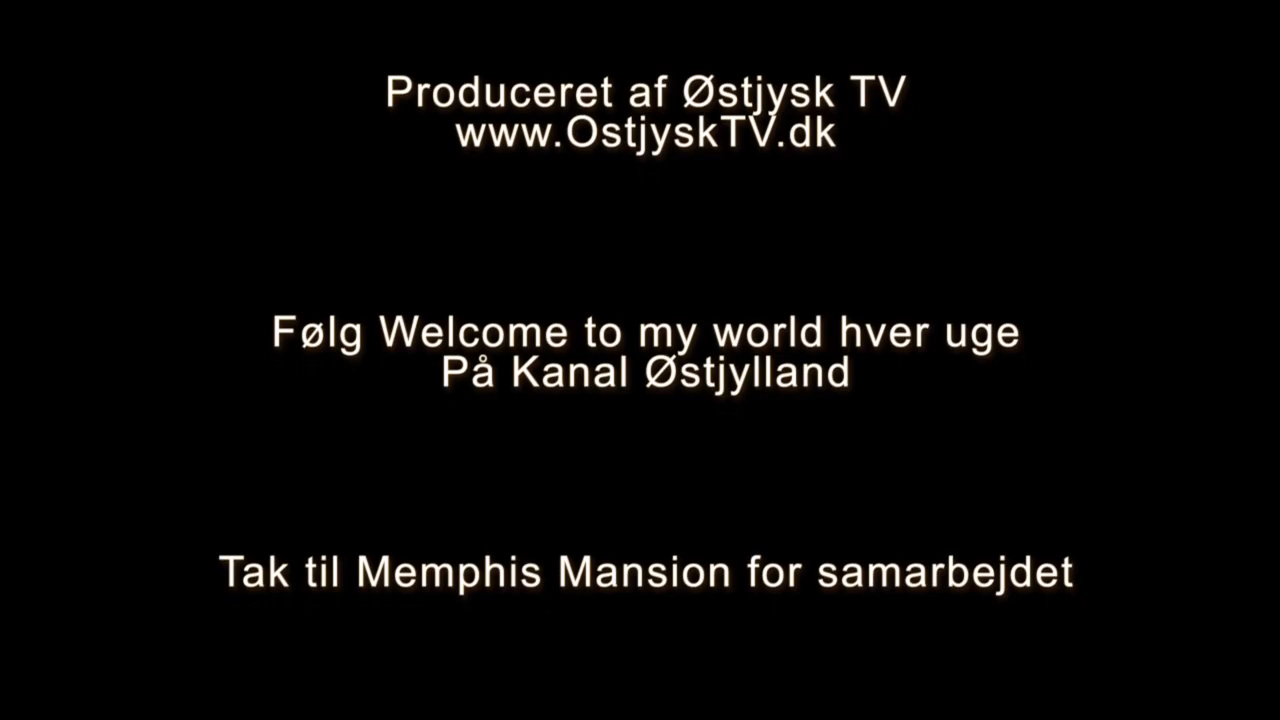 Produceret af Østjysk TV
www.OstjyskTV.dk
Følg Welcome to my world hver uge
På Kanal Østjylland
Tak til Memphis Mansion for samarbejdet